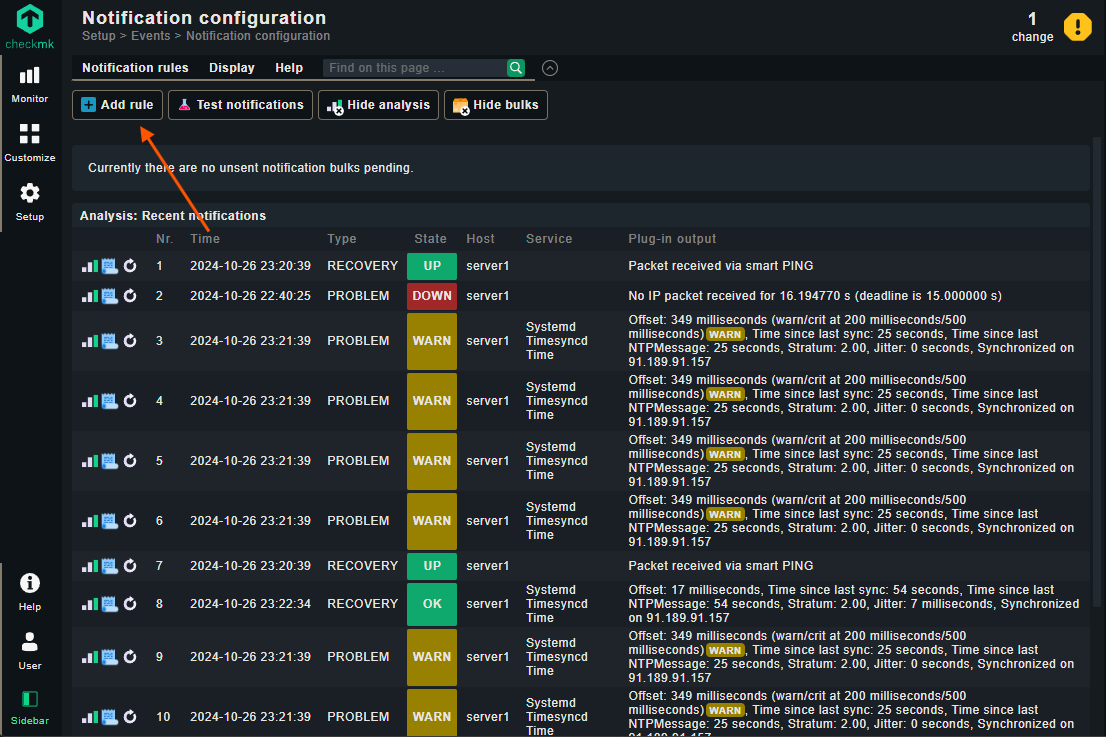 Notification configuration
Setup > Events > Notification configuration
1
change
checkmk
Monitor
Customize
Setup
Help
User
Sidebar
Notification rules Display Help Find on this page ...
Add rule Test notifications Hide analysis Hide bulks
Currently there are no unsent notification bulks pending.
Analysis: Recent notifications
Nr. Time Type State Host Service Plug-in output
1 2024-10-26 23:20:39 RECOVERY UP server1 Packet received via smart PING
2 2024-10-26 22:40:25 PROBLEM DOWN server1 No IP packet received for 16.194770 s (deadline is 15.000000 s)
3 2024-10-26 23:21:39 PROBLEM WARN server1
Systemd
Timesyncd
Time
Offset: 349 milliseconds (warn/crit at 200 milliseconds/500
milliseconds) WARN, Time since last sync: 25 seconds, Time since last
NTPMessage: 25 seconds, Stratum: 2.00, Jitter: 0 seconds, Synchronized on
91.189.91.157
4 2024-10-26 23:21:39 PROBLEM WARN server1
Systemd
Timesyncd
Time
Offset: 349 milliseconds (warn/crit at 200 milliseconds/500
milliseconds) WARN, Time since last sync: 25 seconds, Time since last
NTPMessage: 25 seconds, Stratum: 2.00, Jitter: 0 seconds, Synchronized on
91.189.91.157
5 2024-10-26 23:21:39 PROBLEM WARN server1
Systemd
Timesyncd
Time
Offset: 349 milliseconds (warn/crit at 200 milliseconds/500
milliseconds) WARN, Time since last sync: 25 seconds, Time since last
NTPMessage: 25 seconds, Stratum: 2.00, Jitter: 0 seconds, Synchronized on
91.189.91.157
6 2024-10-26 23:21:39 PROBLEM WARN server1
Systemd
Timesyncd
Time
Offset: 349 milliseconds (warn/crit at 200 milliseconds/500
milliseconds) WARN, Time since last sync: 25 seconds, Time since last
NTPMessage: 25 seconds, Stratum: 2.00, Jitter: 0 seconds, Synchronized on
91.189.91.157
7 2024-10-26 23:20:39 RECOVERY UP server1 Packet received via smart PING
8 2024-10-26 23:22:34 RECOVERY OK server1
Systemd
Timesyncd
Time
Offset: 17 milliseconds, Time since last sync: 54 seconds, Time since last
NTPMessage: 54 seconds, Stratum: 2.00, Jitter: 7 milliseconds, Synchronized
on 91.189.91.157
9 2024-10-26 23:21:39 PROBLEM WARN server1
Systemd
Timesyncd
Time
Offset: 349 milliseconds (warn/crit at 200 milliseconds/500
milliseconds) WARN, Time since last sync: 25 seconds, Time since last
NTPMessage: 25 seconds, Stratum: 2.00, Jitter: 0 seconds, Synchronized on
91.189.91.157
10 2024-10-26 23:21:39 PROBLEM WARN server1
Systemd
Timesyncd
Time
Offset: 349 milliseconds (warn/crit at 200 milliseconds/500
milliseconds) WARN, Time since last sync: 25 seconds, Time since last
NTPMessage: 25 seconds, Stratum: 2.00, Jitter: 0 seconds, Synchronized on